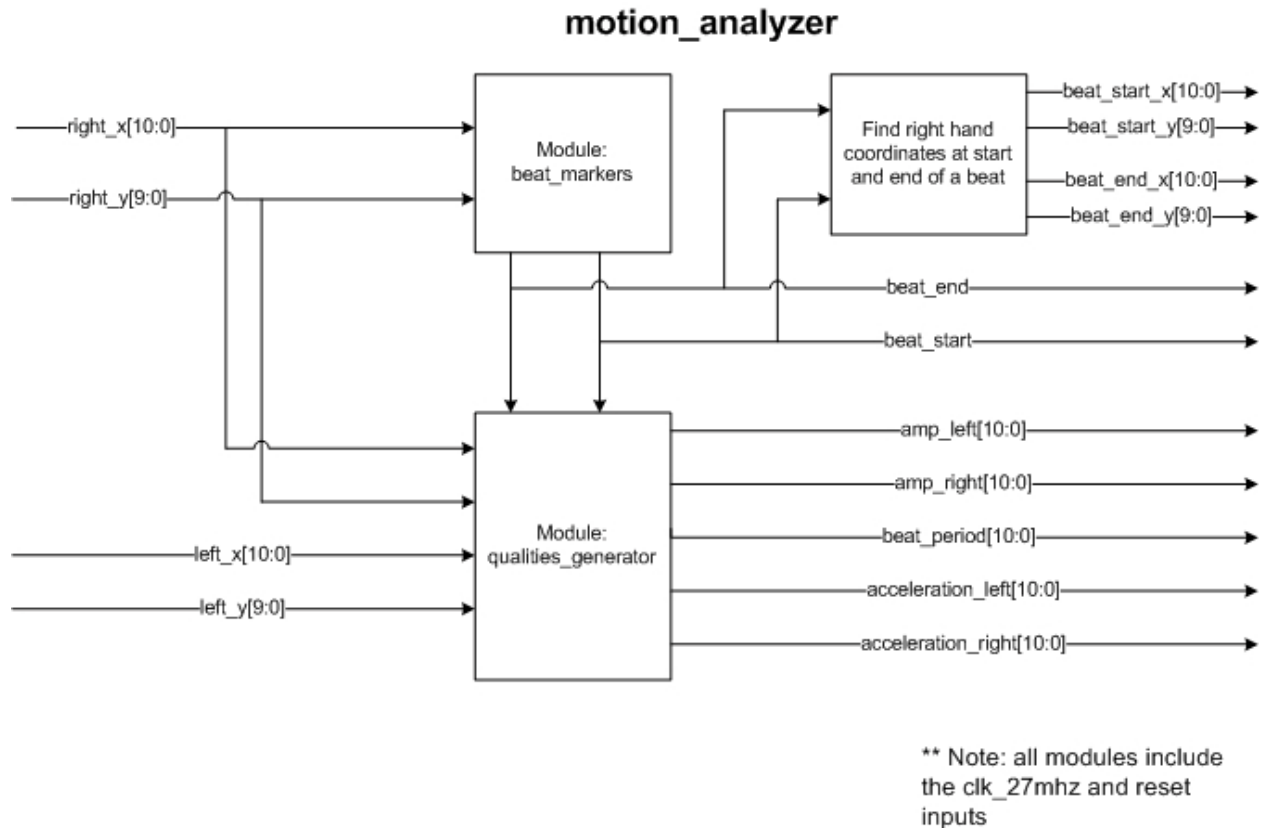 motion_analyzer
right_x[10:0]
right_y[9:0]
Module:
beat_markers
Find right hand
coordinates at start
and end of a beat
beat_start_x[10:0]
beat_start_y[9:0]
beat_end_x[10:0]
beat_end_y[9:0]
beat_end
beat_start
left_x[10:0]
left_y[9:0]
Module:
qualities_generator
amp_left[10:0]
amp_right[10:0]
beat_period[10:0]
acceleration_left[10:0]
acceleration_right[10:0]
** Note: all modules include
the clk_27mhz and reset
inputs